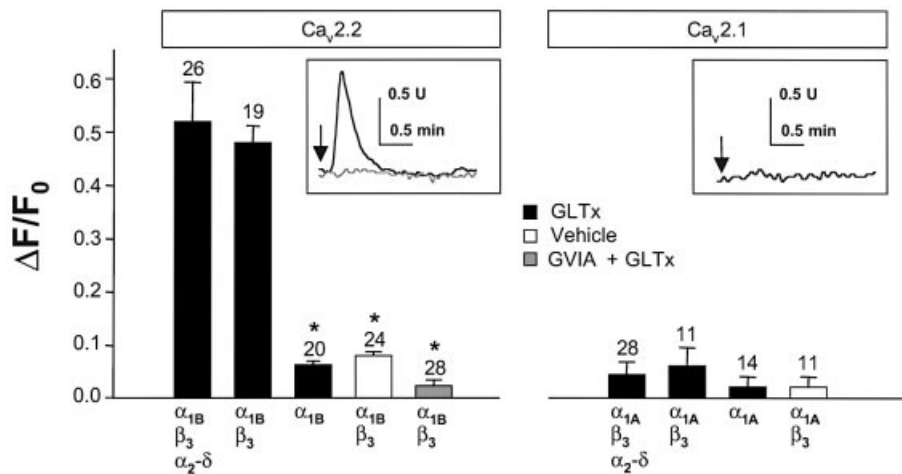 Caᵥ2.2
Caᵥ2.1
ΔF/F₀
0.6
0.5
0.4
0.3
0.2
0.1
0.0
26
19
*
20
*
24
*
28
0.5 U
0.5 min
GLTx
Vehicle
GVIA + GLTx
0.5 U
0.5 min
28
11
14
11
α1B α1B α1B α1B α1B
β3 β3 β3 β3
α2-δ
α1A α1A α1A α1A
β3 β3 β3
α2-δ